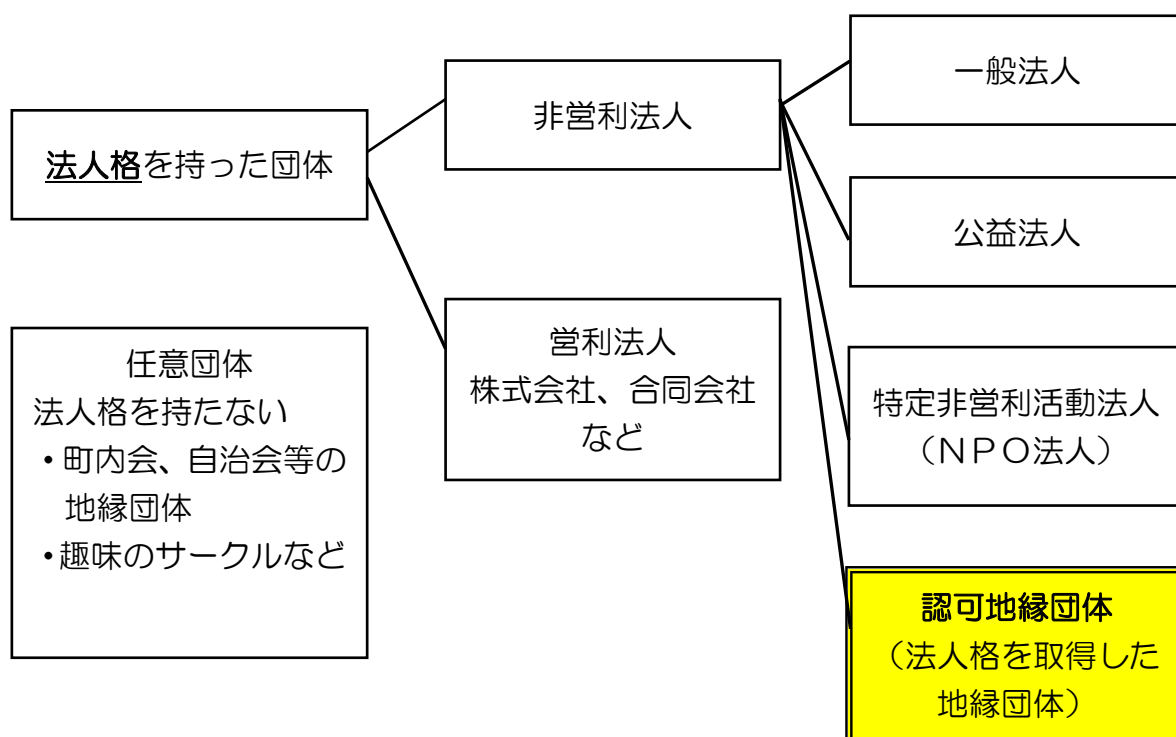 法人格を持った団体
任意団体
法人格を持たない
・町内会、自治会等の
地縁団体
・趣味のサークルなど
非営利法人
営利法人
株式会社、合同会社
など
一般法人
公益法人
特定非営利活動法人
（ＮＰＯ法人）
認可地縁団体
（法人格を取得した
地縁団体）